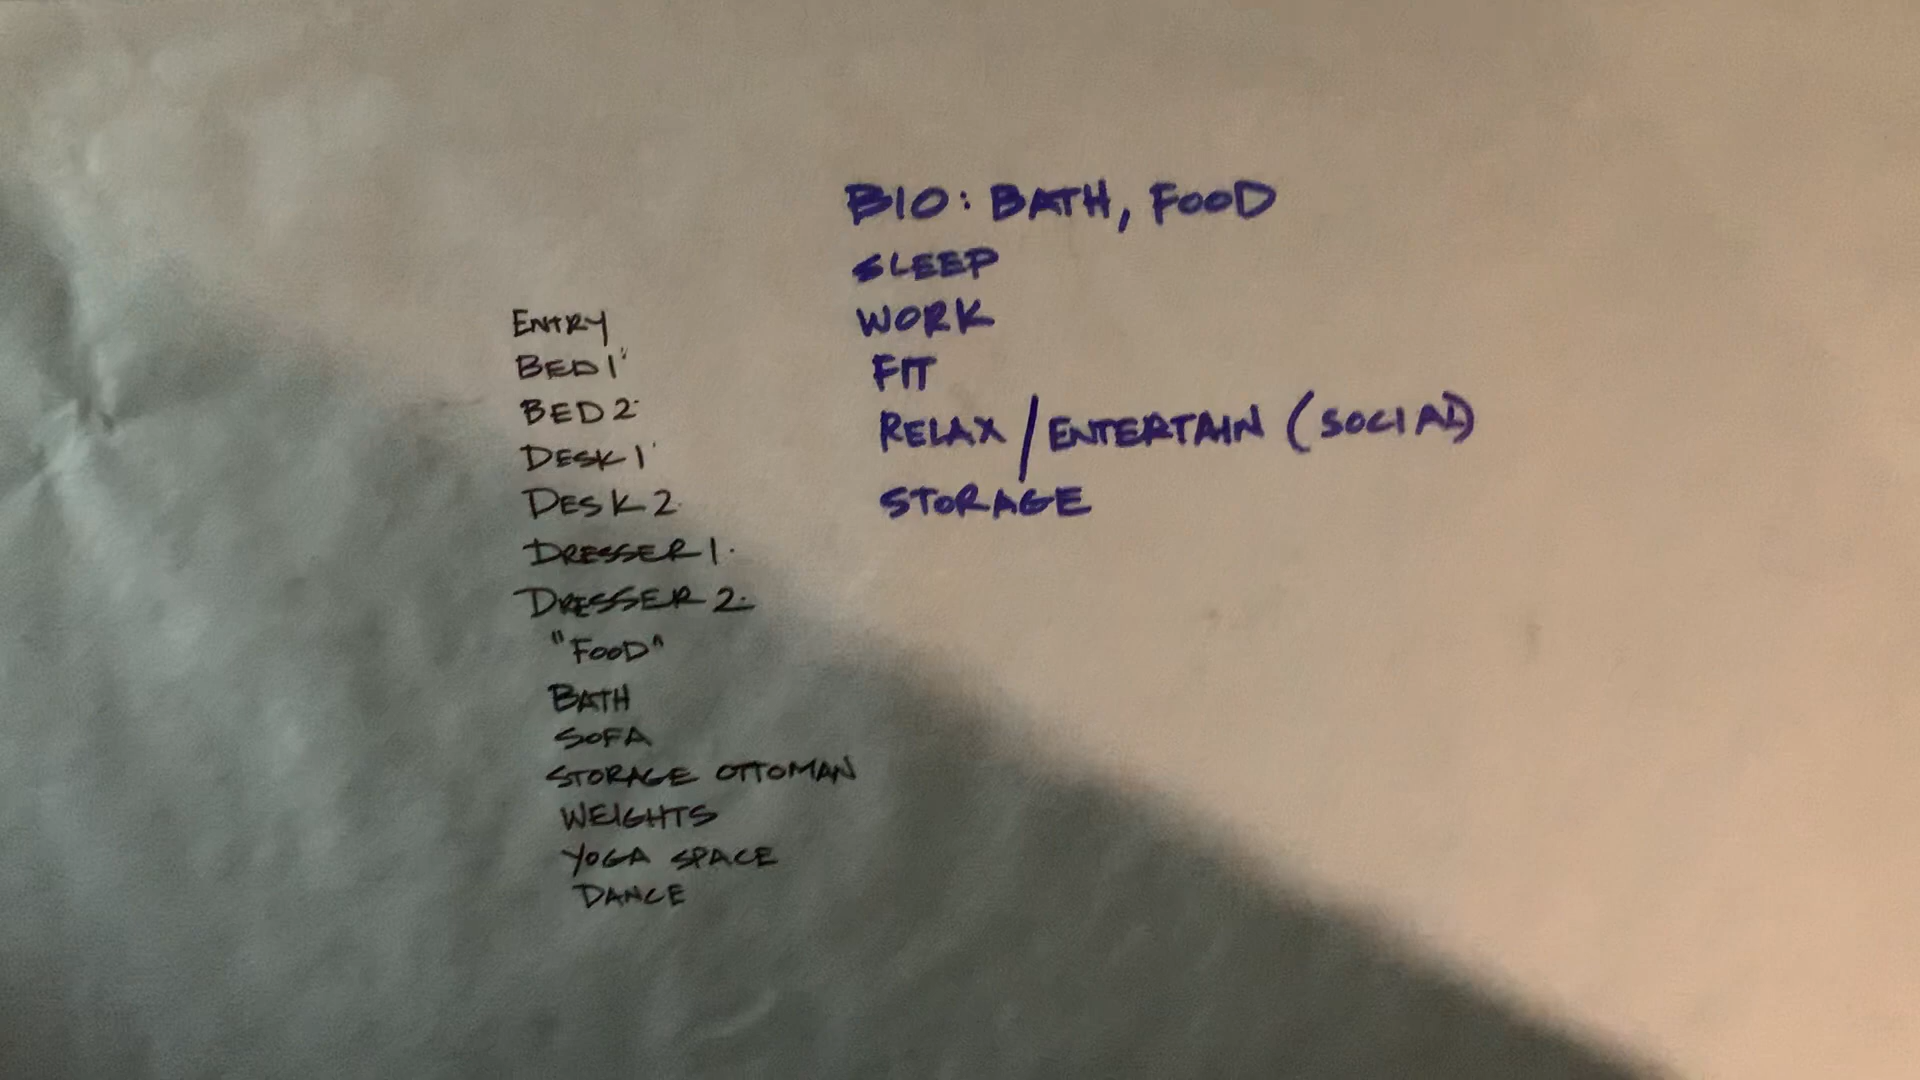 BIO: BATH, FOOD
SLEEP
WORK
FIT
RELAX / ENTERTAIN (SOCIAL)
STORAGE
ENTRY
BED 1
BED 2
DESK 1
DESK 2
DRESSER 1
DRESSER 2
"FOOD"
BATH
SOFA
STORAGE OTTOMAN
WEIGHTS
YOGA SPACE
DANCE